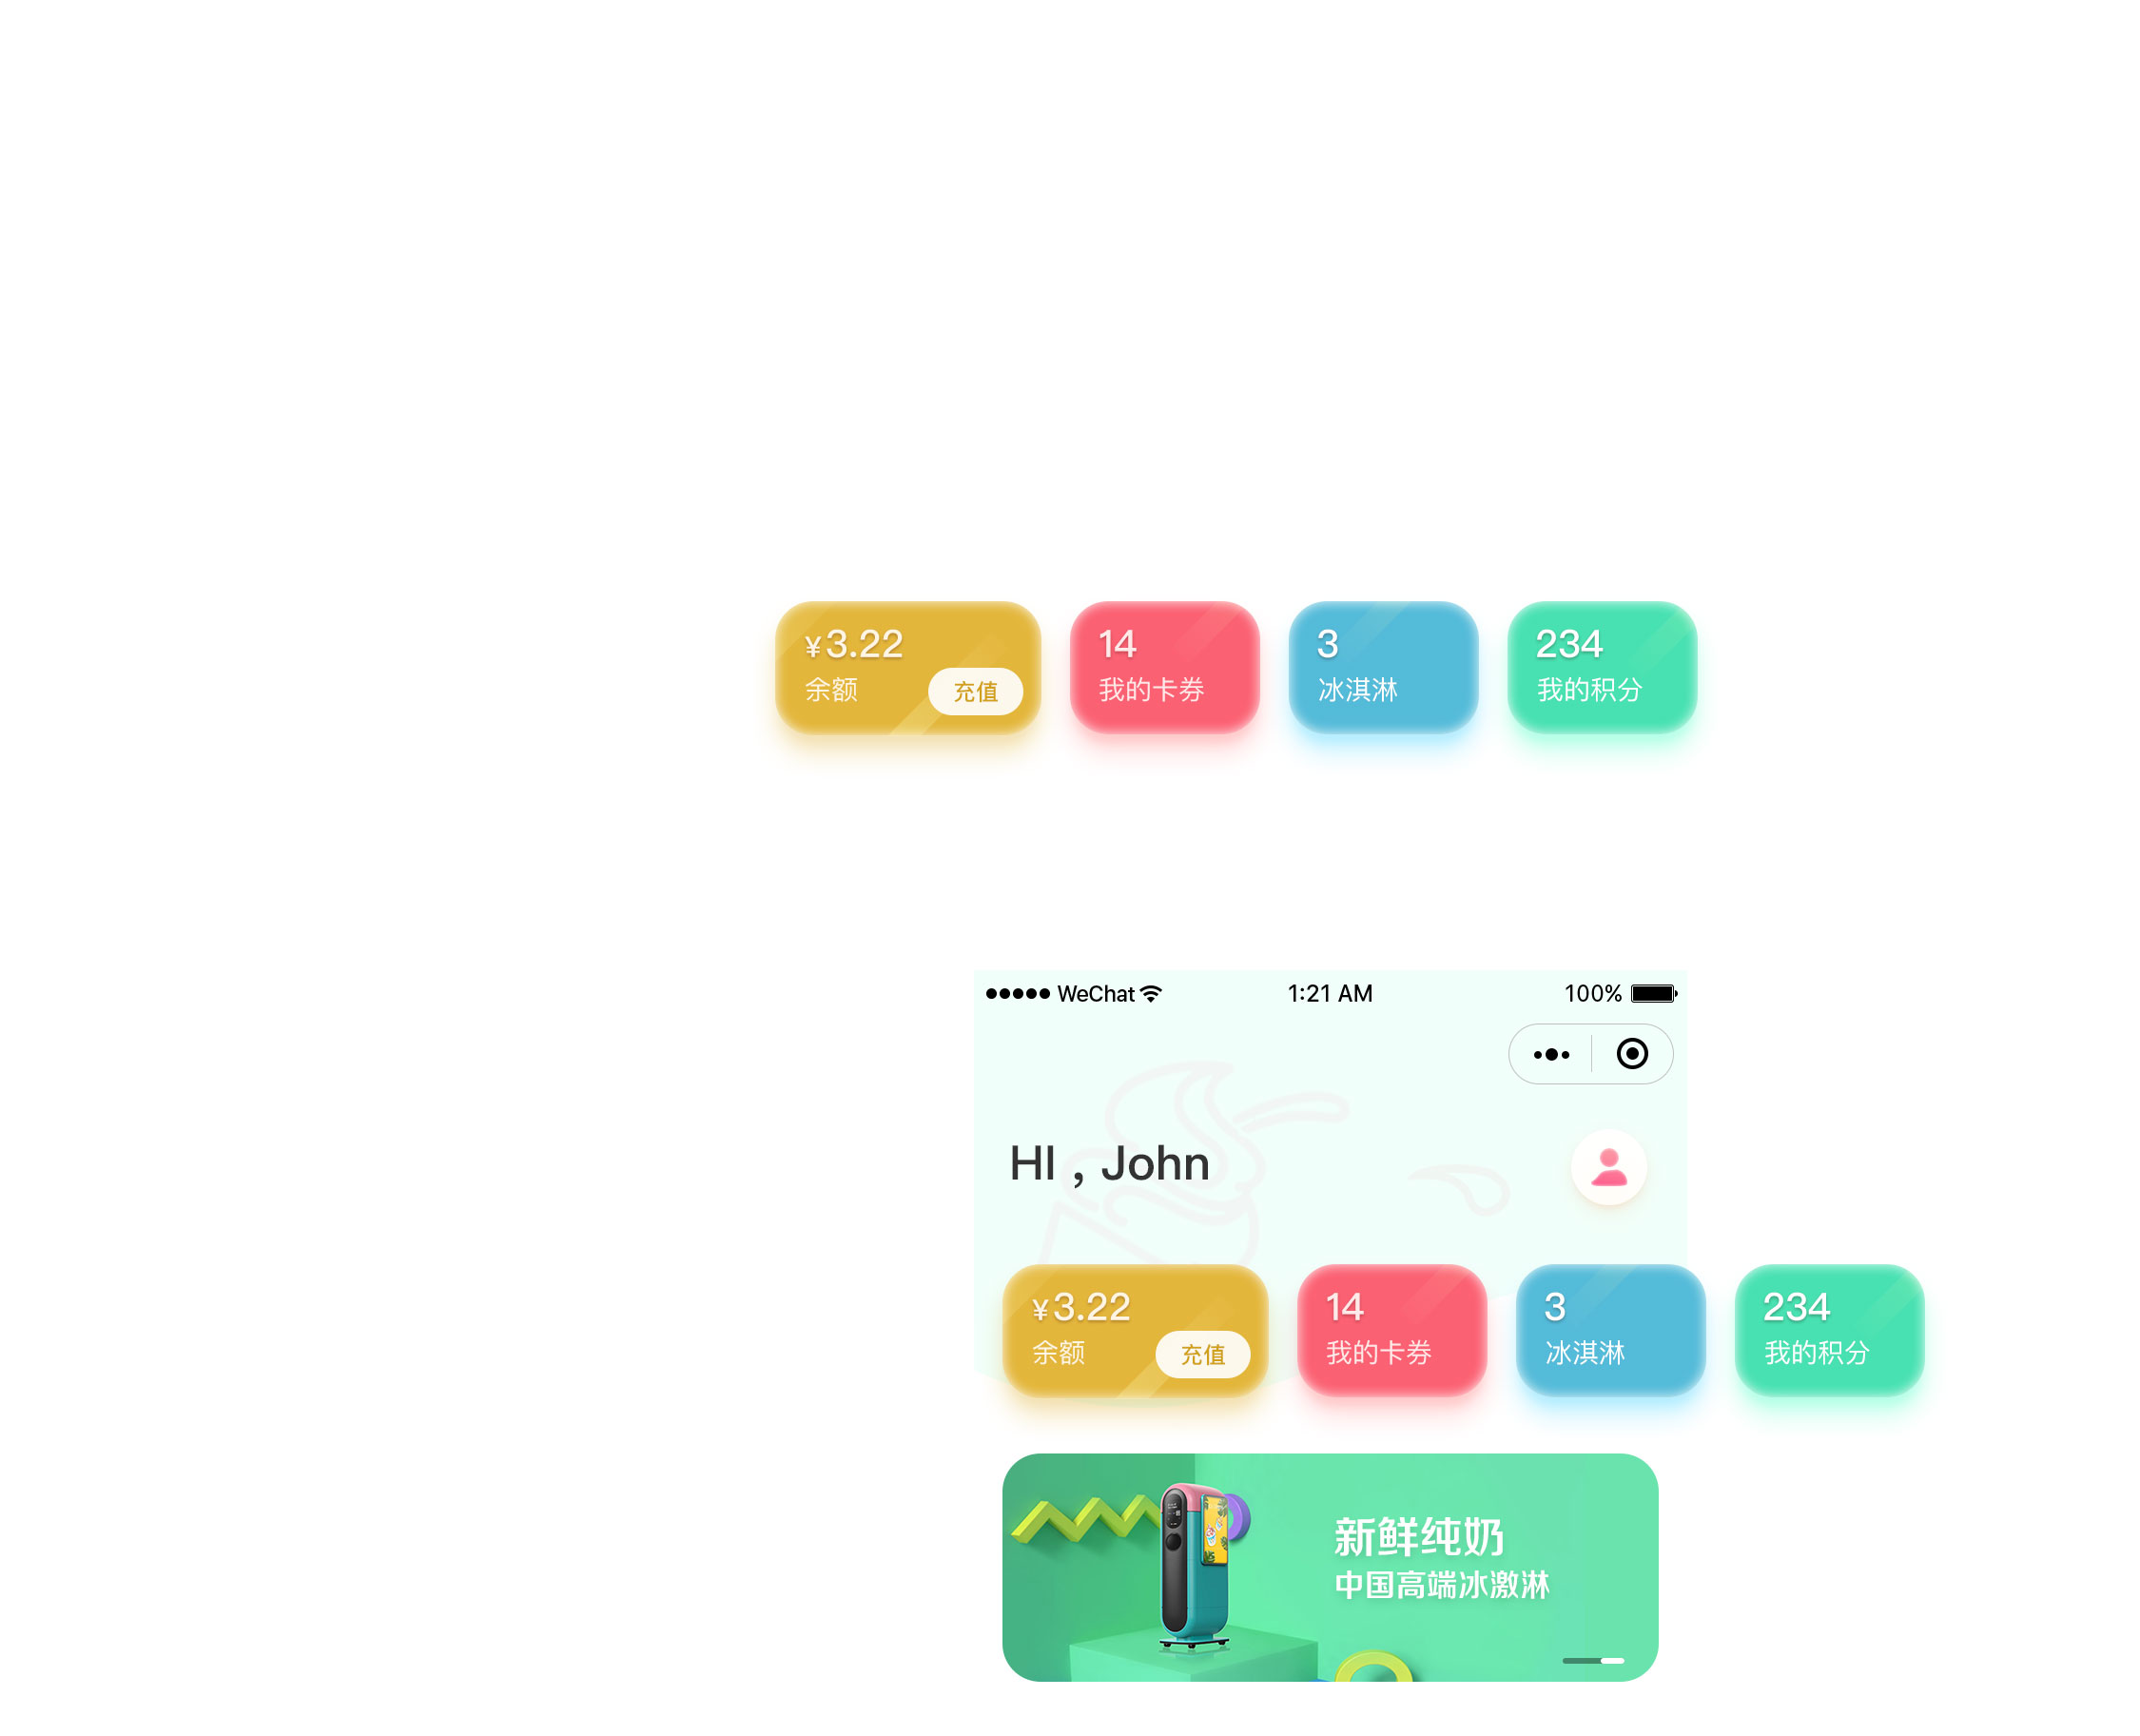 ¥3.22
余额
充值
14
我的卡券
3
冰淇淋
234
我的积分
WeChat
1:21 AM
100%
HI , John
¥3.22
余额
充值
14
我的卡券
3
冰淇淋
234
我的积分
新鲜纯奶
中国高端冰激淋